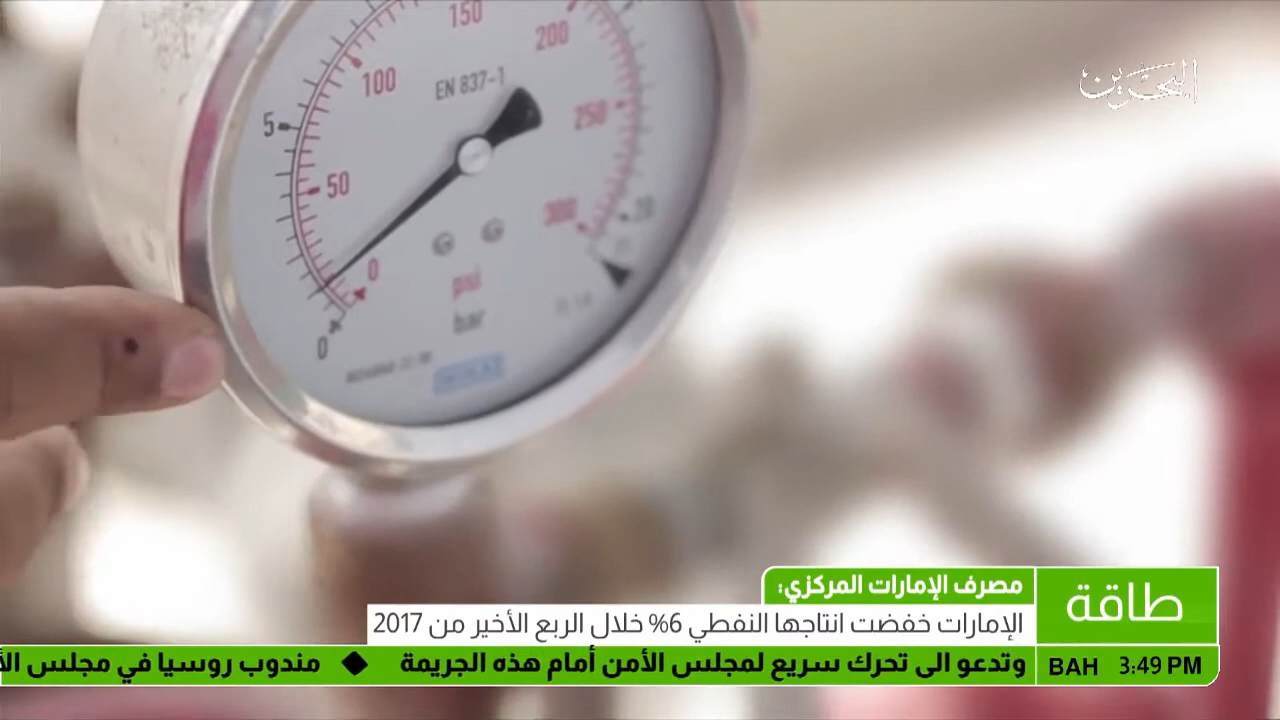 البحرين
150
200
100
EN 837-1
250
5
50
300
20
0
psi
bar
0
طاقة
مصرف الإمارات المركزي:
الإمارات خفضت انتاجها النفطي 6% خلال الربع الأخير من 2017
BAH 3:49 PM
وتدعو الى تحرك سريع لمجلس الأمن أمام هذه الجريمة ◆ مندوب روسيا في مجلس